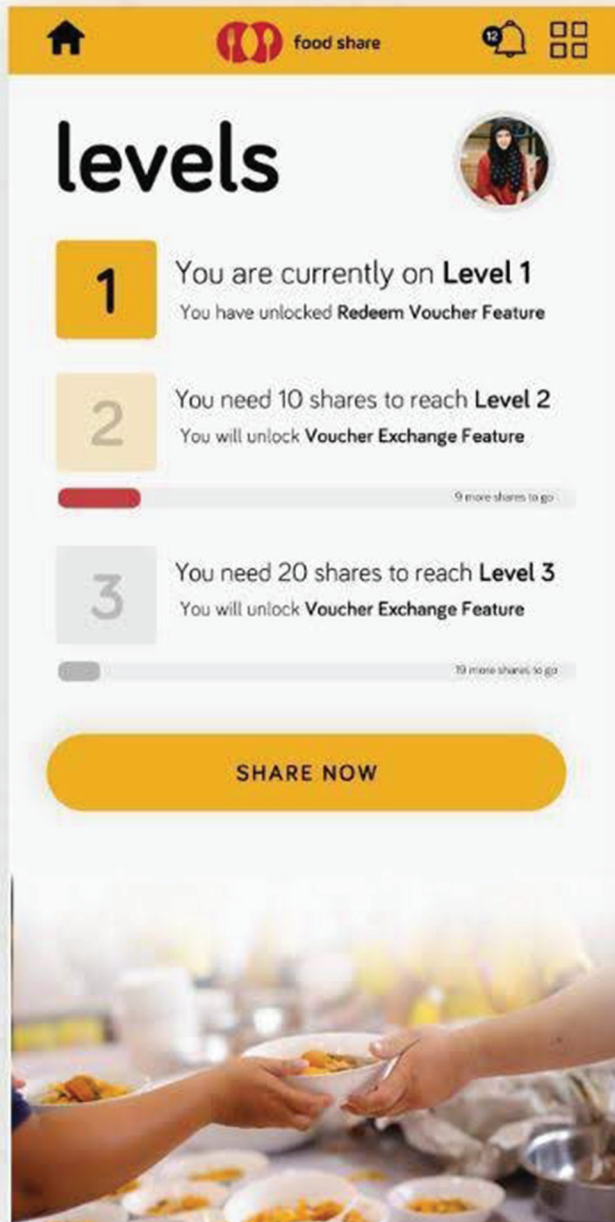 food share
12
levels
1
You are currently on Level 1
You have unlocked Redeem Voucher Feature
2
You need 10 shares to reach Level 2
You will unlock Voucher Exchange Feature
9 more shares to go
3
You need 20 shares to reach Level 3
You will unlock Voucher Exchange Feature
19 more shares to go
SHARE NOW